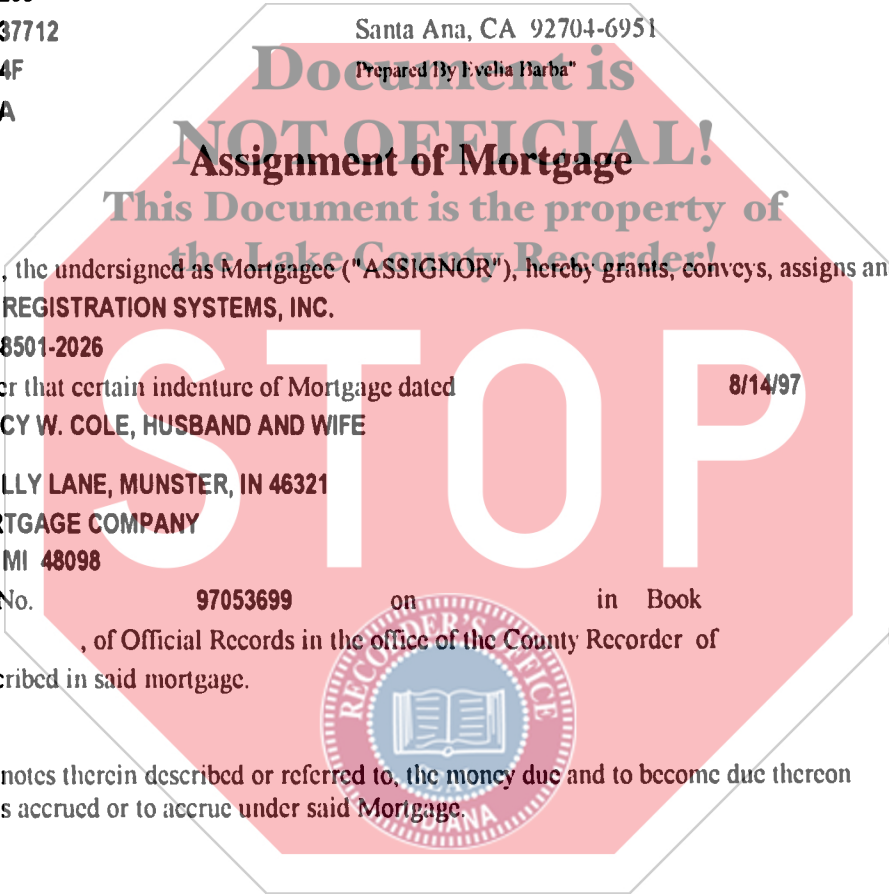 37712
Santa Ana, CA 92704-6951
4F
Prepared By Evelia Barba"
A
Document is
NOT OFFICIAL!
Assignment of Mortgage
This Document is the property of
the Lake County Recorder!
, the undersigned as Mortgagee ("ASSIGNOR"), hereby grants, conveys, assigns an
REGISTRATION SYSTEMS, INC.
8501-2026
er that certain indenture of Mortgage dated 8/14/97
CY W. COLE, HUSBAND AND WIFE
LLY LANE, MUNSTER, IN 46321
RTGAGE COMPANY
MI 48098
No. 97053699 on in Book
, of Official Records in the office of the County Recorder of
cribed in said mortgage.
notes therein described or referred to, the money due and to become due thereon
s accrued or to accrue under said Mortgage.
STOP
RECORDER'S OFFICE
SEAL
INDIANA